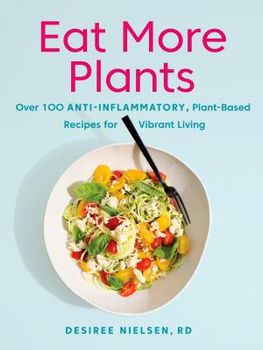 Eat More
Plants
Over 100 ANTI-INFLAMMATORY, Plant-Based
Recipes for Vibrant Living
DESIREE NIELSEN, RD